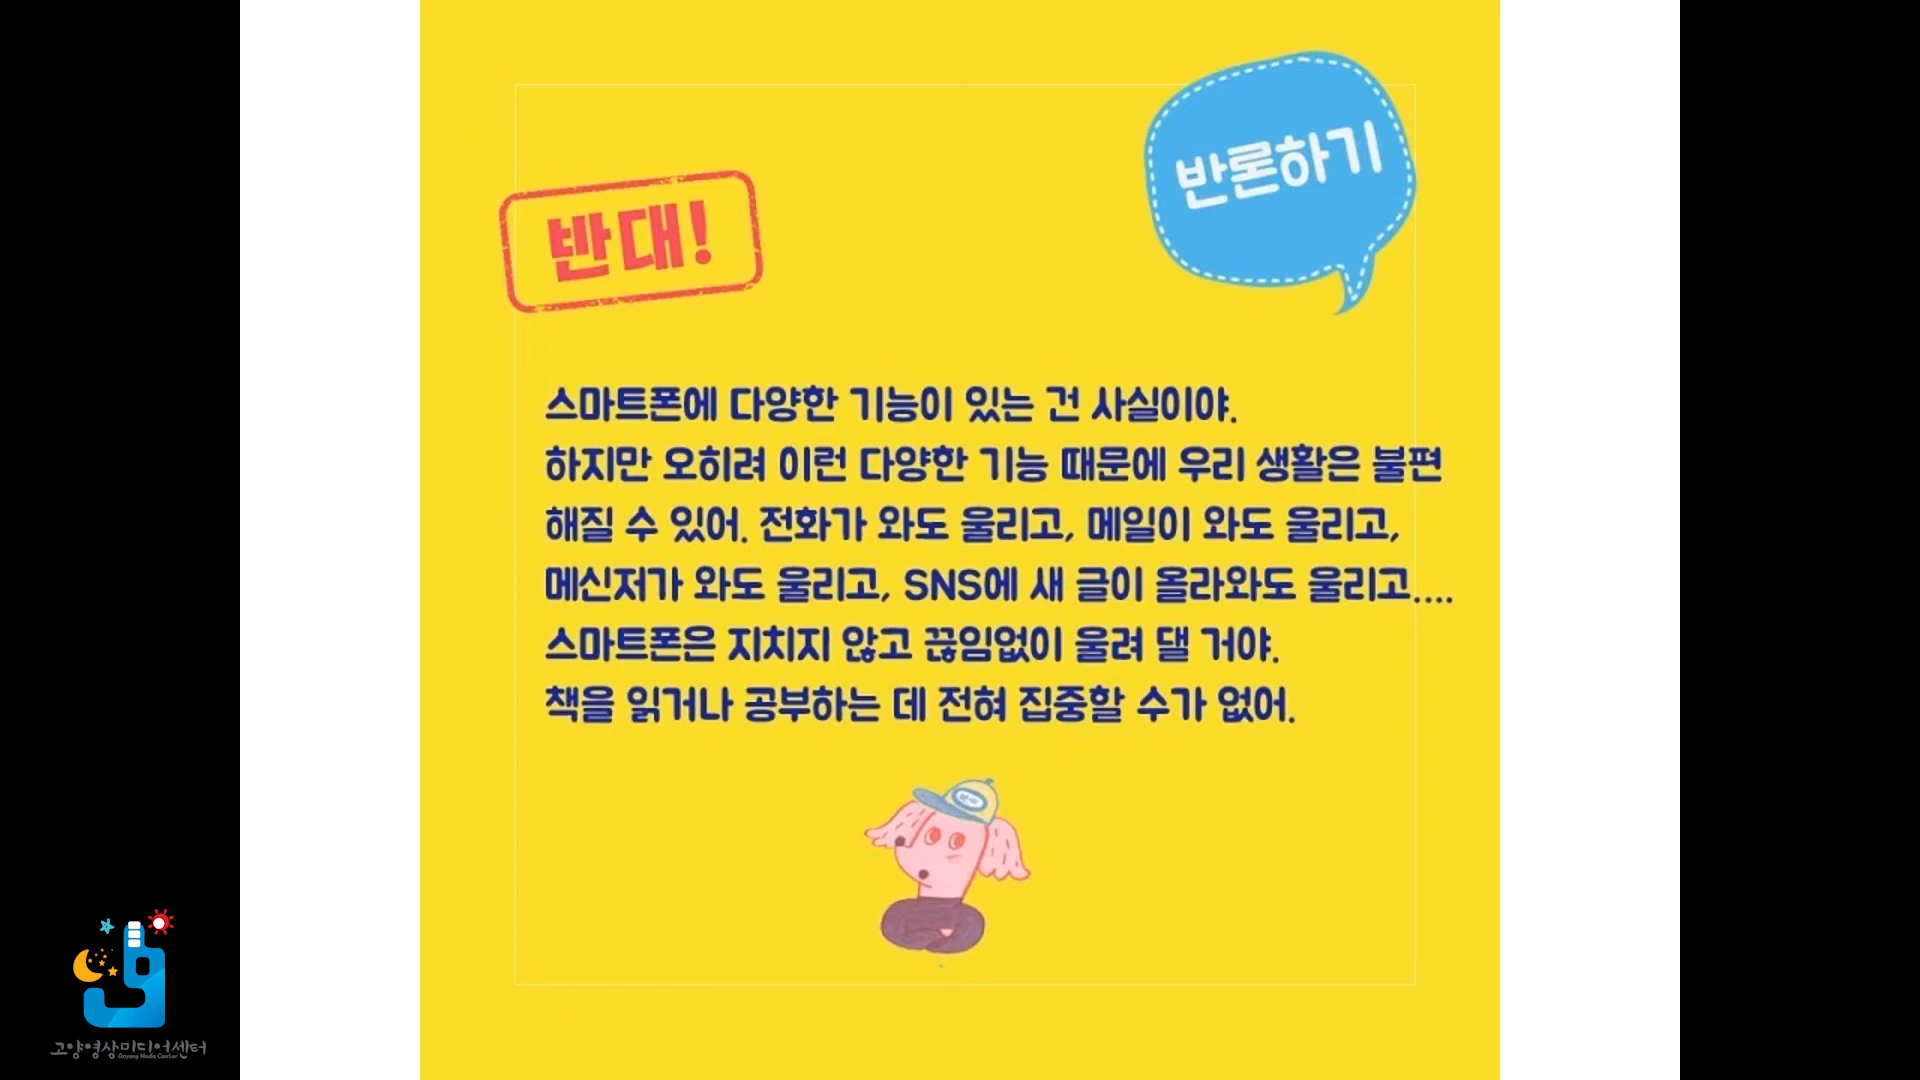 반론하기
반대!
스마트폰에 다양한 기능이 있는 건 사실이야.
하지만 오히려 이런 다양한 기능 때문에 우리 생활은 불편
해질 수 있어. 전화가 와도 울리고, 메일이 와도 울리고,
메신저가 와도 울리고, SNS에 새 글이 올라와도 울리고....
스마트폰은 지치지 않고 끊임없이 울려 댈 거야.
책을 읽거나 공부하는 데 전혀 집중할 수가 없어.
고양영상미디어센터
Goyang Media Center